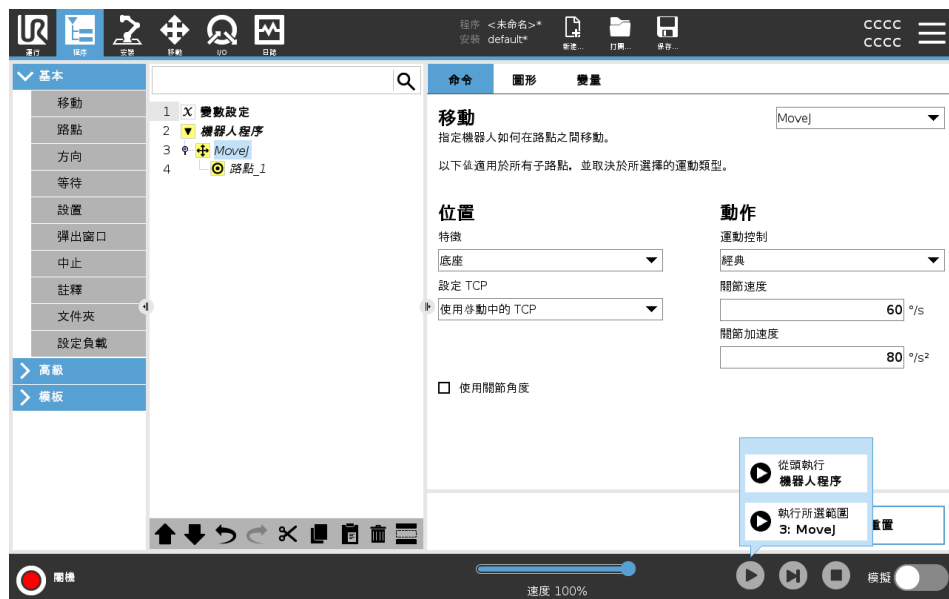 運行
程序
安裝
移動
I/O
日誌
程序 <未命名>*
安裝 default*
新建...
打開...
保存...
CCCC
CCCC
基本
移動
路點
方向
等待
設置
彈出窗口
中止
註釋
文件夾
設定負載
高級
模板
1 X 變數設定
2 機器人程序
3 MoveJ
4 路點_1
命令
圖形
變量
移動
MoveJ
指定機器人如何在路點之間移動。
以下值適用於所有子路點，並取決於所選擇的運動類型。
位置
動作
特徵
運動控制
底座
經典
設定 TCP
關節速度
使用啓動中的 TCP
60 °/s
關節加速度
80 °/s²
使用關節角度
從頭執行
機器人程序
執行所選範圍
3: MoveJ
重置
關機
速度 100%
模擬